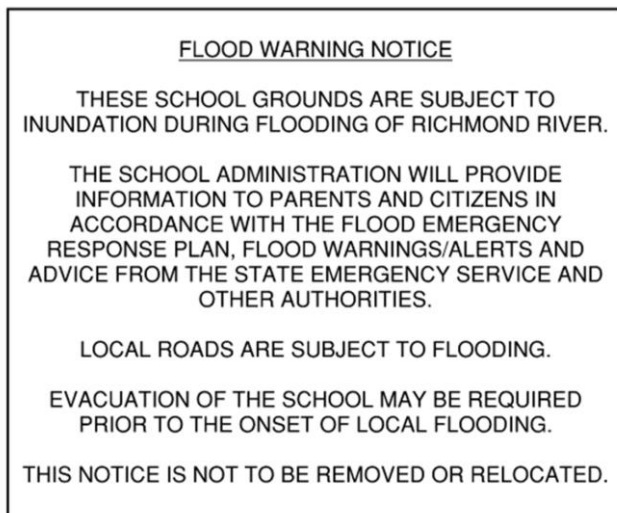 FLOOD WARNING NOTICE
THESE SCHOOL GROUNDS ARE SUBJECT TO
INUNDATION DURING FLOODING OF RICHMOND RIVER.
THE SCHOOL ADMINISTRATION WILL PROVIDE
INFORMATION TO PARENTS AND CITIZENS IN
ACCORDANCE WITH THE FLOOD EMERGENCY
RESPONSE PLAN, FLOOD WARNINGS/ALERTS AND
ADVICE FROM THE STATE EMERGENCY SERVICE AND
OTHER AUTHORITIES.
LOCAL ROADS ARE SUBJECT TO FLOODING.
EVACUATION OF THE SCHOOL MAY BE REQUIRED
PRIOR TO THE ONSET OF LOCAL FLOODING.
THIS NOTICE IS NOT TO BE REMOVED OR RELOCATED.